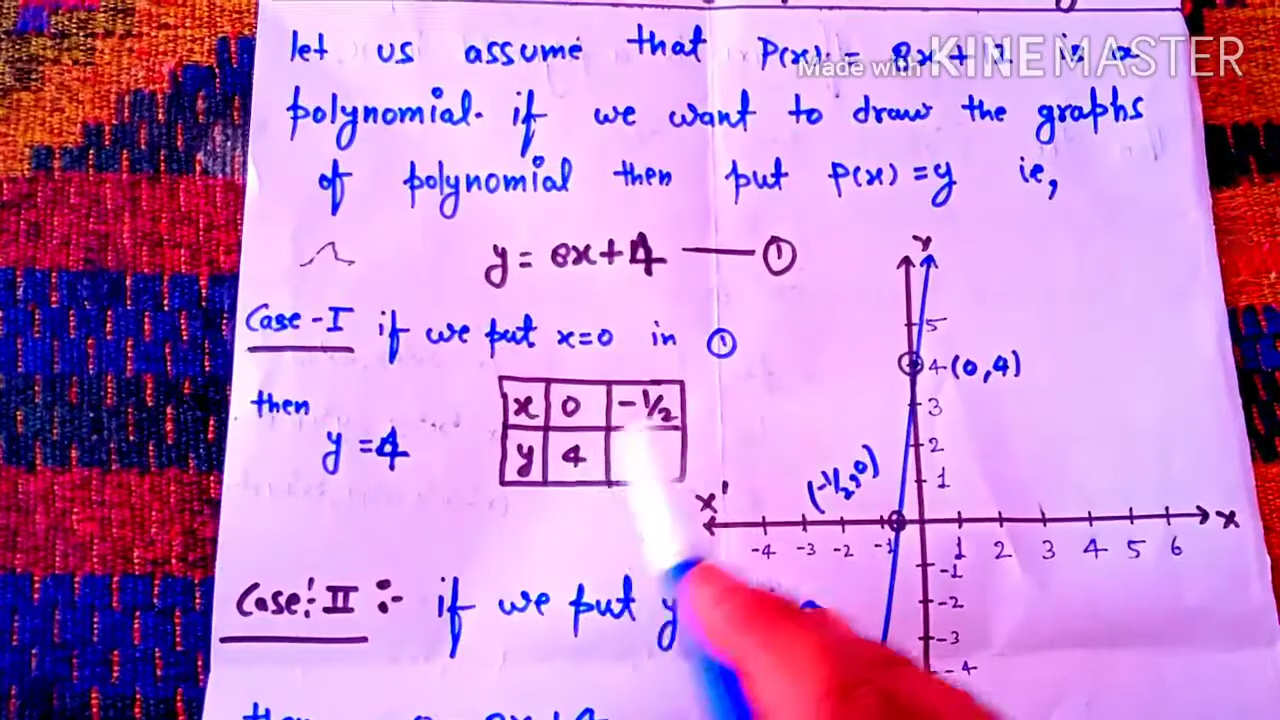 let us assume that P(x) = 8x+ is a
Made with KINEMASTER
polynomial. if we want to draw the graphs
of polynomial then put P(x) = y ie,
y = 8x+4 — ①
Case-I if we put x=0 in ①
then
y = 4
x 0 -1/2
y 4
Y
5
4 (0,4)
3
2
1
(-1/2,0)
X' X
-4 -3 -2 -1 1 2 3 4 5 6
-1
-2
-3
-4
Case:II :- if we put y